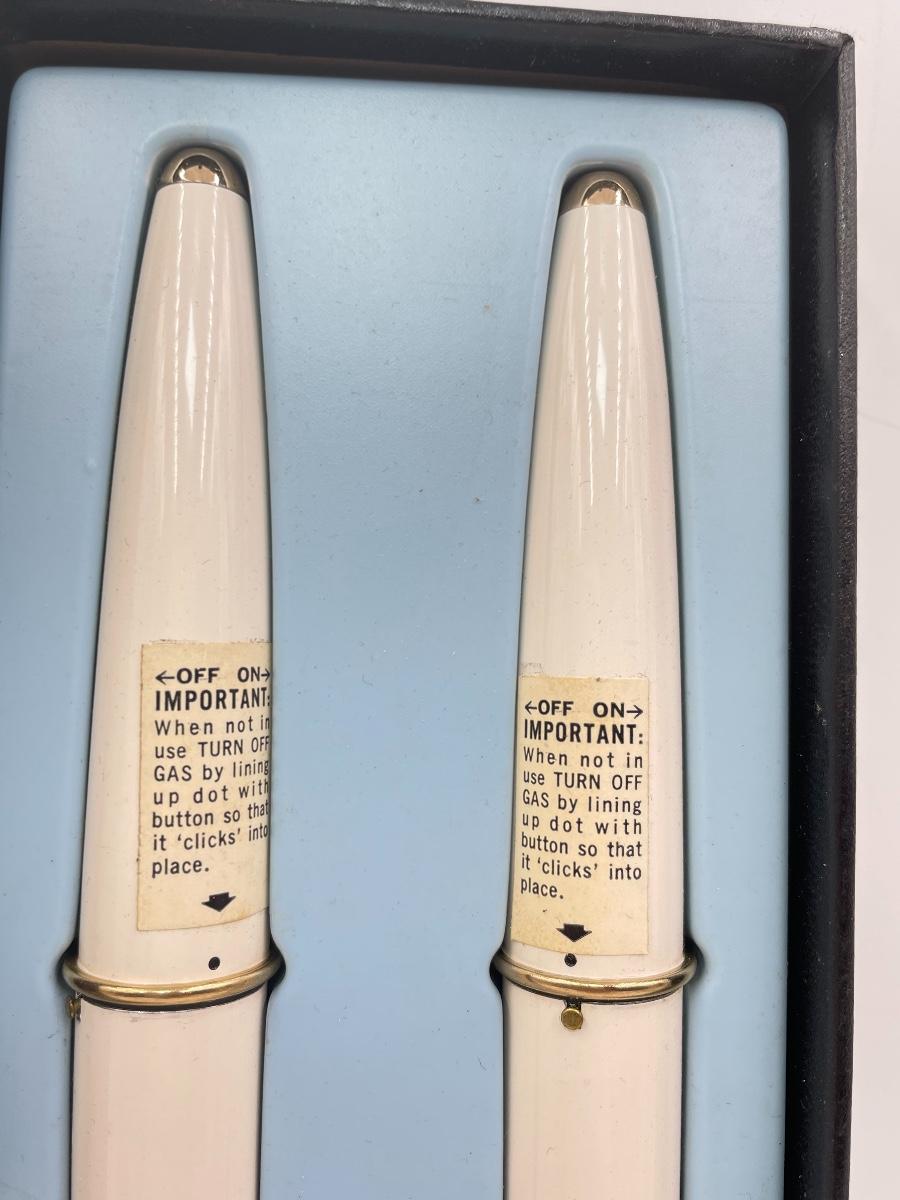 ←OFF ON→
IMPORTANT:
When not in
use TURN OFF
GAS by lining
up dot with
button so that
it ‘clicks’ into
place.
←OFF ON→
IMPORTANT:
When not in
use TURN OFF
GAS by lining
up dot with
button so that
it ‘clicks’ into
place.